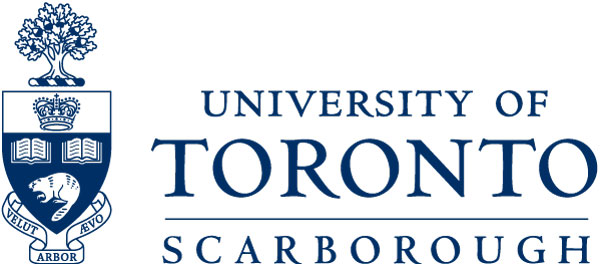 UNIVERSITY OF
TORONTO
SCARBOROUGH
VELUT
ARBOR
ÆVO